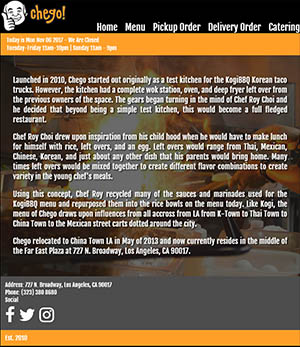 chego!
Home Menu Pickup Order Delivery Order Catering
Today is Mon Nov 06 2017 - We Are Closed
Tuesday-Friday 11am-10pm | Sunday 11am - 9pm
Launched in 2010, Chego started out originally as a test kitchen for the KogiBBQ Korean taco
trucks. However, the kitchen had a complete wok station, oven, and deep fryer left over from
the previous owners of the space. The gears began turning in the mind of Chef Roy Choi and
he decided that beyond being a simple test kitchen, this would become a full fledged
restaurant.
Chef Roy Choi drew upon inspiration from his child hood when he would have to make lunch
for himself with rice, left overs, and an egg. Left overs would range from Thai, Mexican,
Chinese, Korean, and just about any other dish that his parents would bring home. Many
times left overs would be mixed together to create different flavor combinations to create
variety in the young chef's meals.
Using this concept, Chef Roy recycled many of the sauces and marinades used for the
KogiBBQ menu and repurposed them into the rice bowls on the menu today. Like Kogi, the
menu of Chego draws upon influences from all accross from LA from K-Town to Thai Town to
China Town to the Mexican street carts dotted around the city.
Chego relocated to China Town LA in May of 2013 and now currently resides in the middle of
the Far East Plaza at 727 N. Broadway, Los Angeles, CA 90017.
Address: 727 N. Broadway, Los Angeles, CA 90017
Phone: (323) 380 8680
Social
Est. 2010